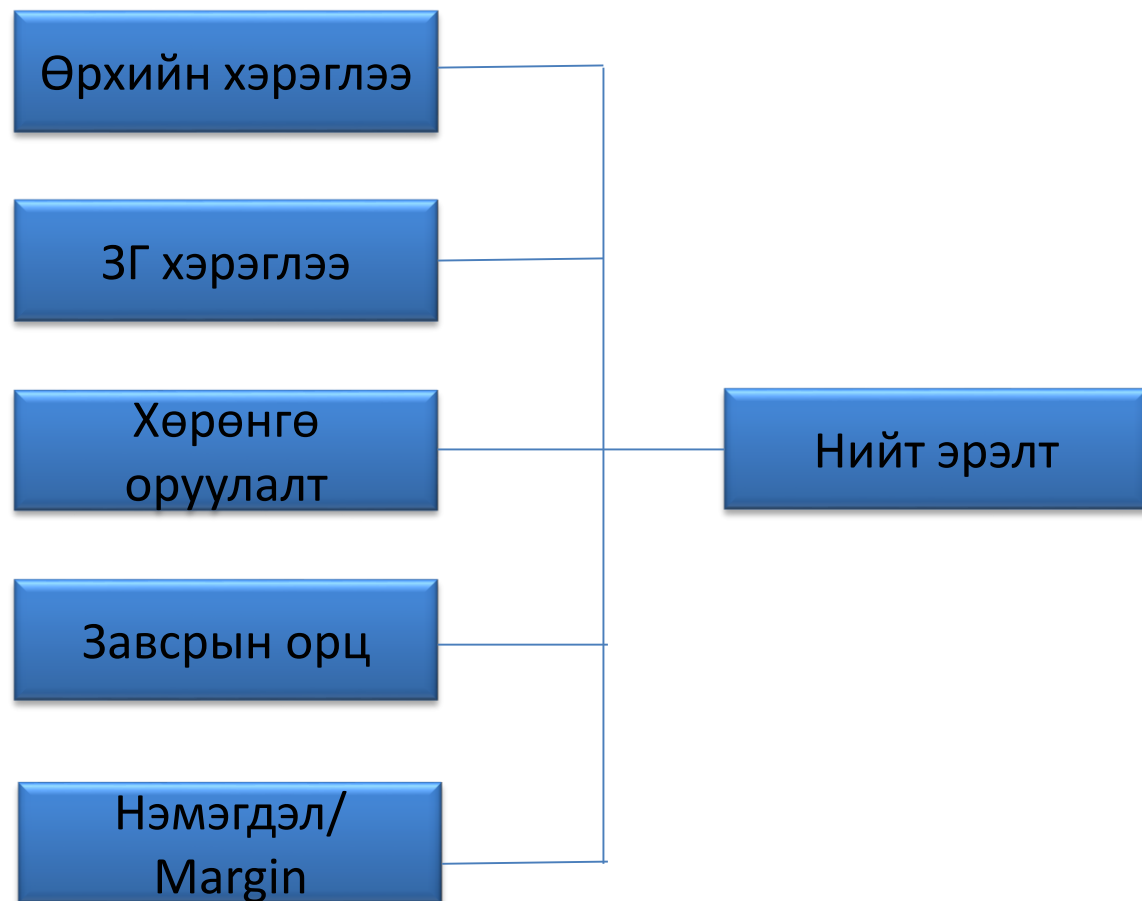 Өрхийн хэрэглээ
ЗГ хэрэглээ
Хөрөнгө
оруулалт
Нийт эрэлт
Завсрын орц
Нэмэгдэл/
Margin